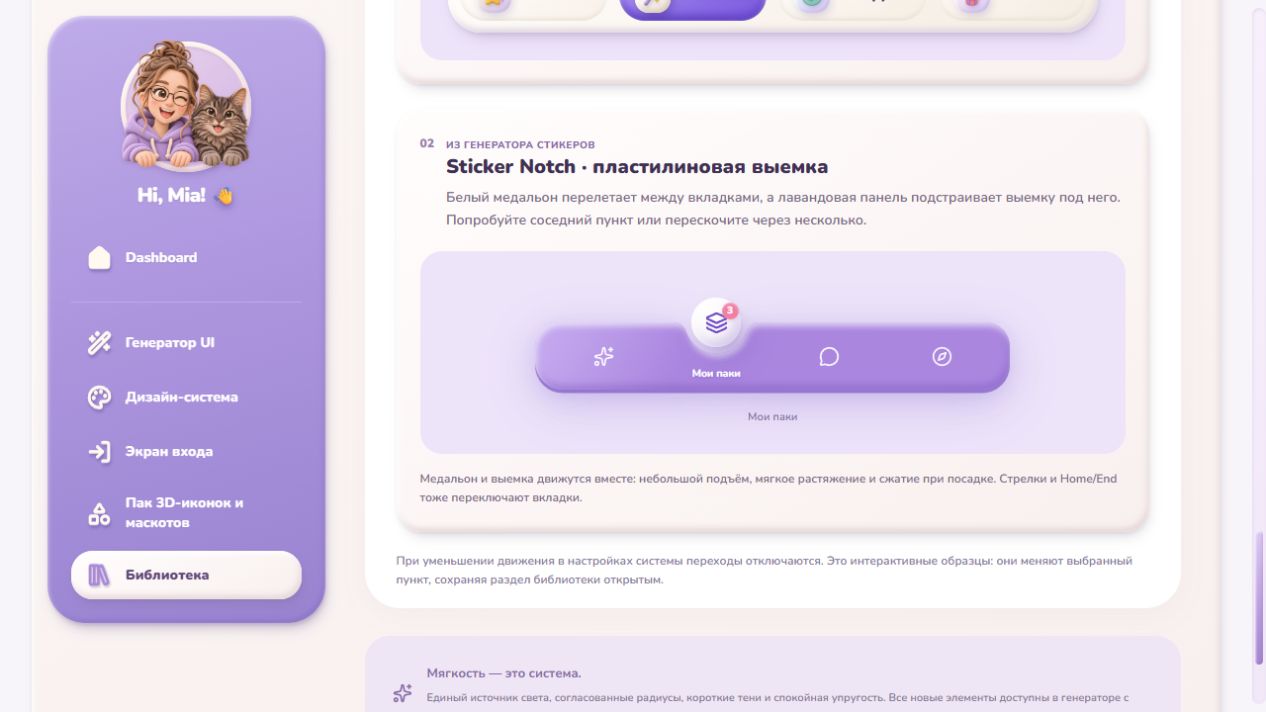 Hi, Mia!
Dashboard
Генератор UI
Дизайн-система
Экран входа
Пак 3D-иконок и
маскотов
Библиотека
02 ИЗ ГЕНЕРАТОРА СТИКЕРОВ
Sticker Notch · пластилиновая выемка
Белый медальон перелетает между вкладками, а лавандовая панель подстраивает выемку под него.
Попробуйте соседний пункт или перескочите через несколько.
3
Мои паки
Мои паки
Медальон и выемка движутся вместе: небольшой подъём, мягкое растяжение и сжатие при посадке. Стрелки и Home/End
тоже переключают вкладки.
При уменьшении движения в настройках системы переходы отключаются. Это интерактивные образцы: они меняют выбранный
пункт, сохраняя раздел библиотеки открытым.
Мягкость — это система.
Единый источник света, согласованные радиусы, короткие тени и спокойная упругость. Все новые элементы доступны в генераторе с